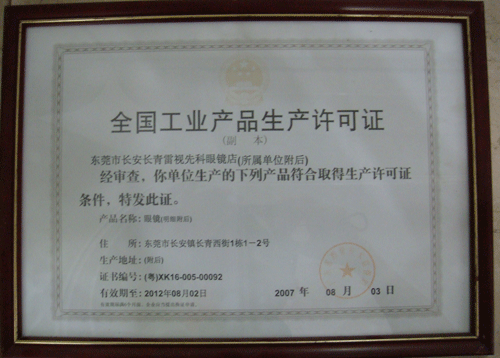 全国工业产品生产许可证
(副 本)
东莞市长安长青雷视先科眼镜店(所属单位附后)
经审查，你单位生产的下列产品符合取得生产许可证
条件，特发此证。
产品名称:眼镜(明细附后)
住 所:东莞市长安镇长青西街1栋1一2号
生产地址:(附后)
证书编号:(粤)XK16-005-00092
有效期至:2012年08月02日
2007 年 08 月 03 日